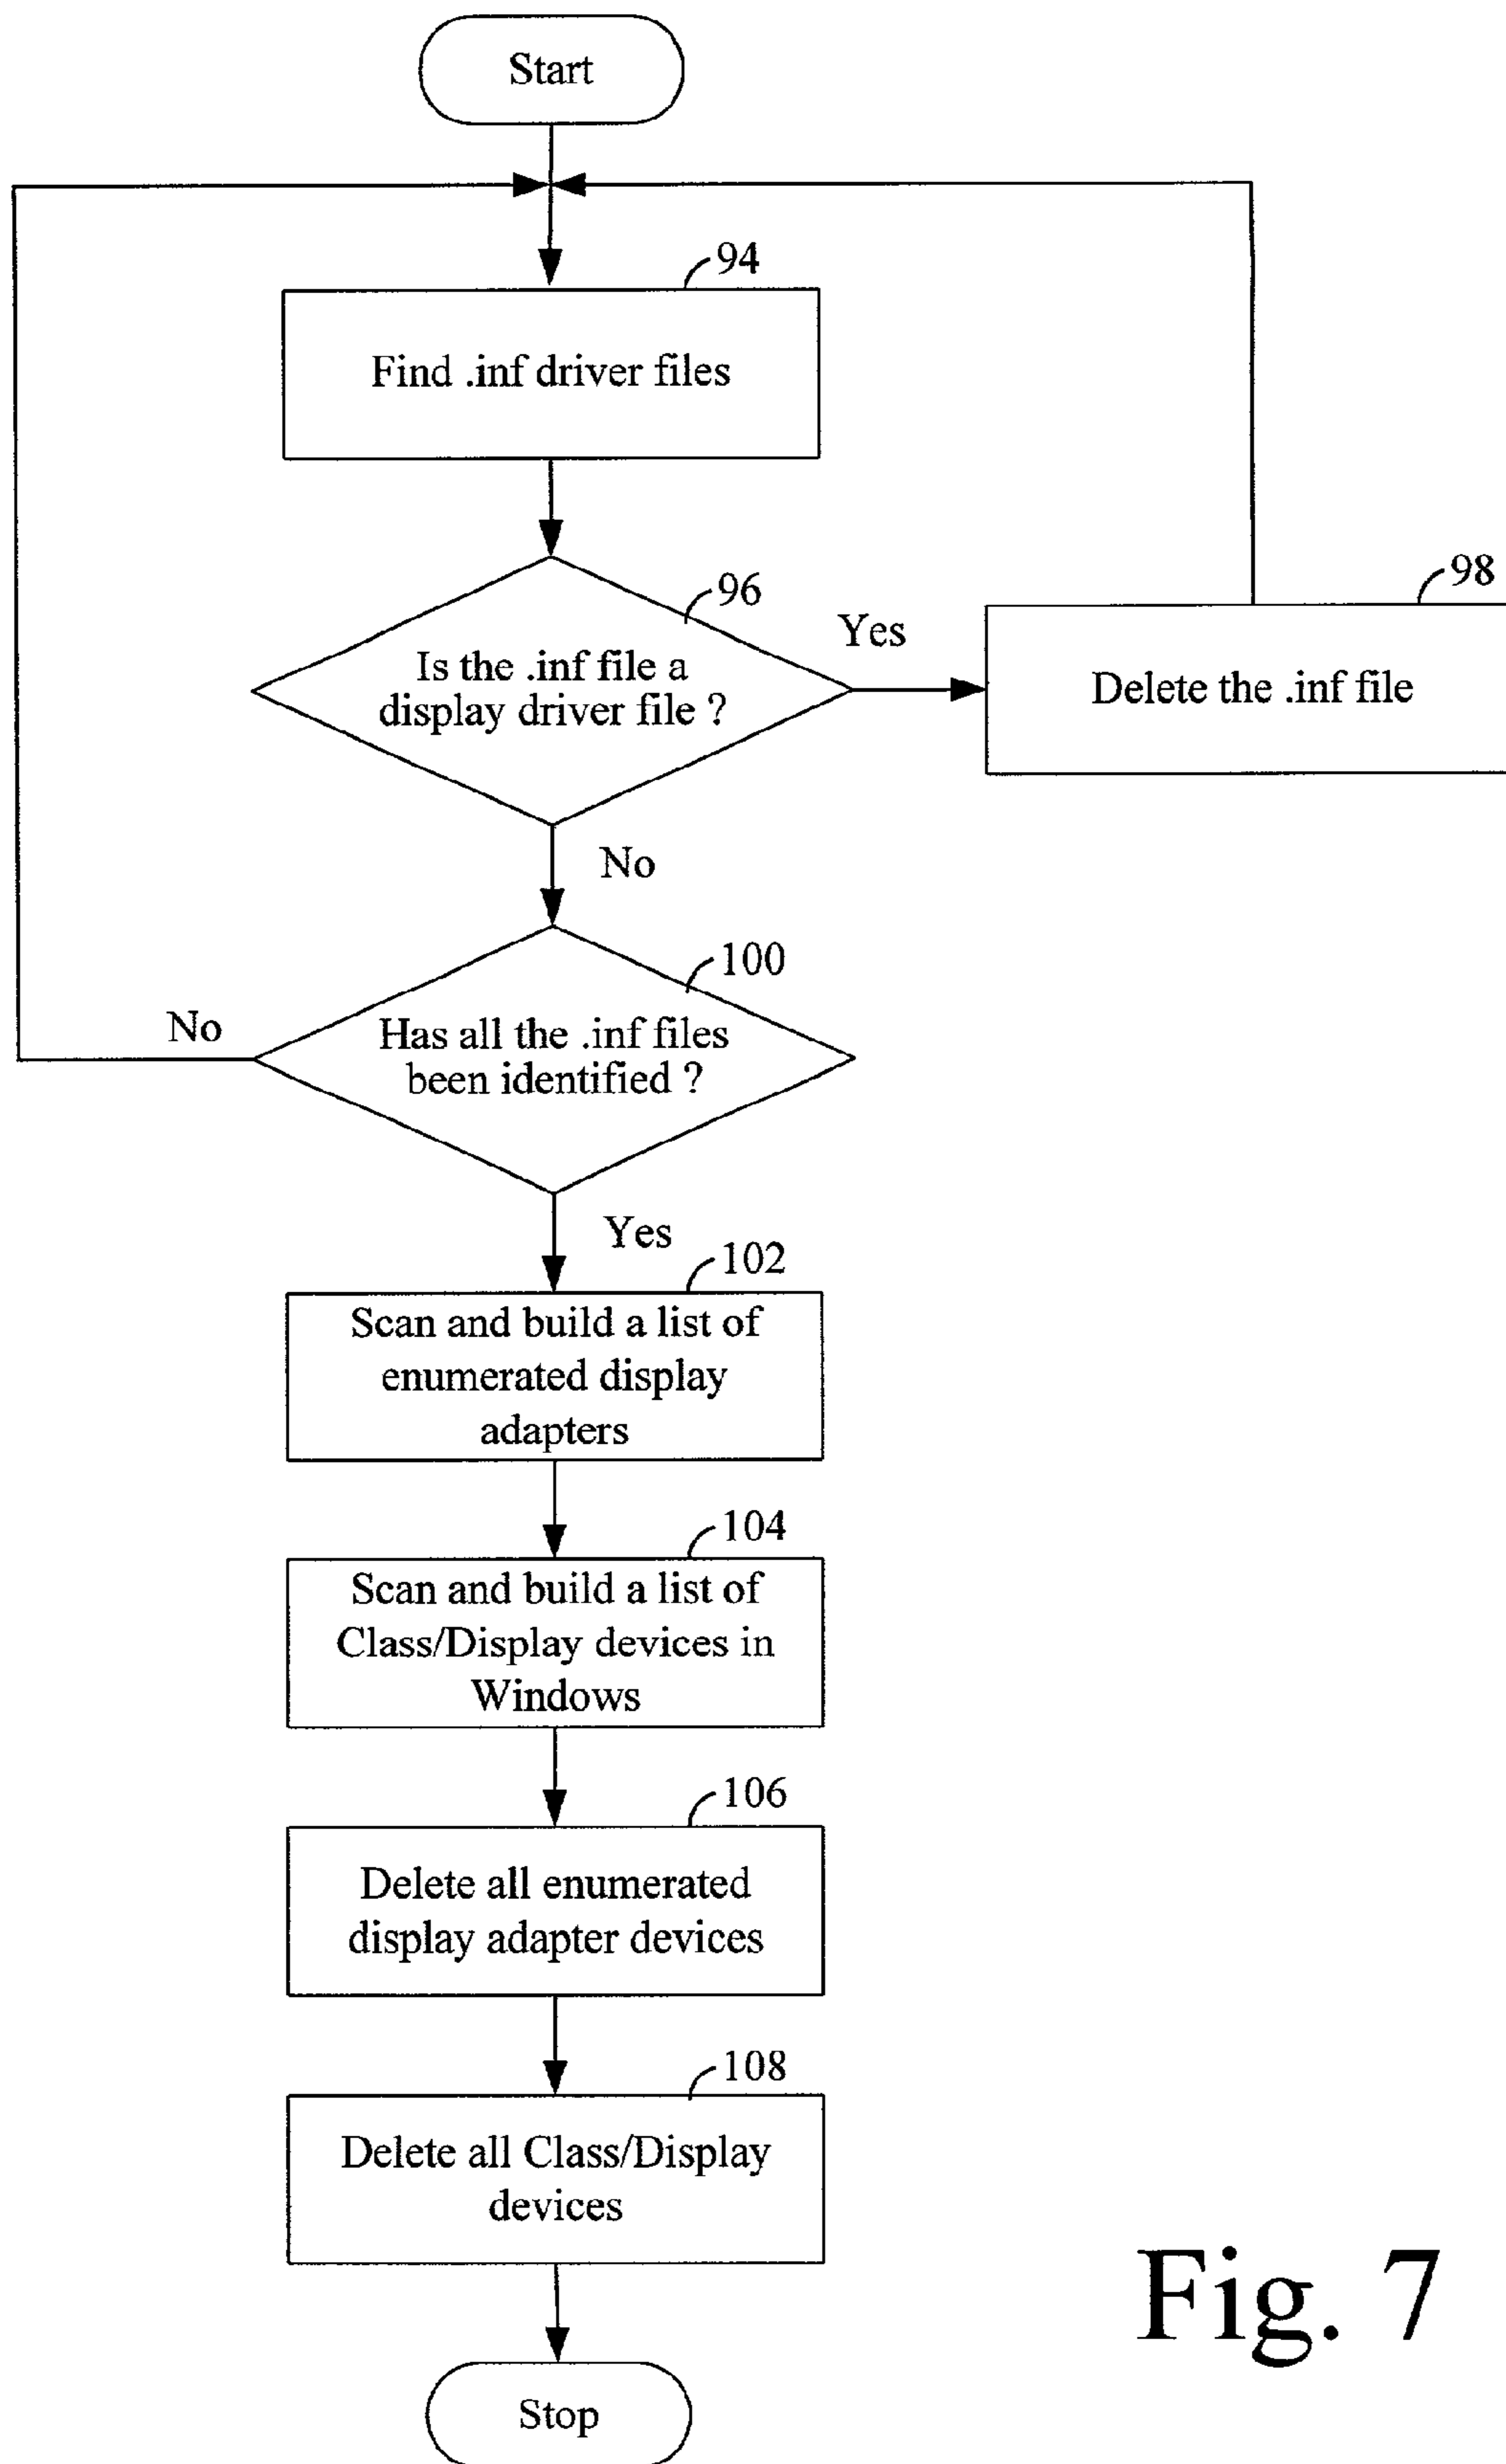 Start
94
Find .inf driver files
96
Is the .inf file a
display driver file ?
Yes
98
Delete the .inf file
No
100
Has all the .inf files
been identified ?
No
Yes
102
Scan and build a list of
enumerated display
adapters
104
Scan and build a list of
Class/Display devices in
Windows
106
Delete all enumerated
display adapter devices
108
Delete all Class/Display
devices
Stop
Fig. 7